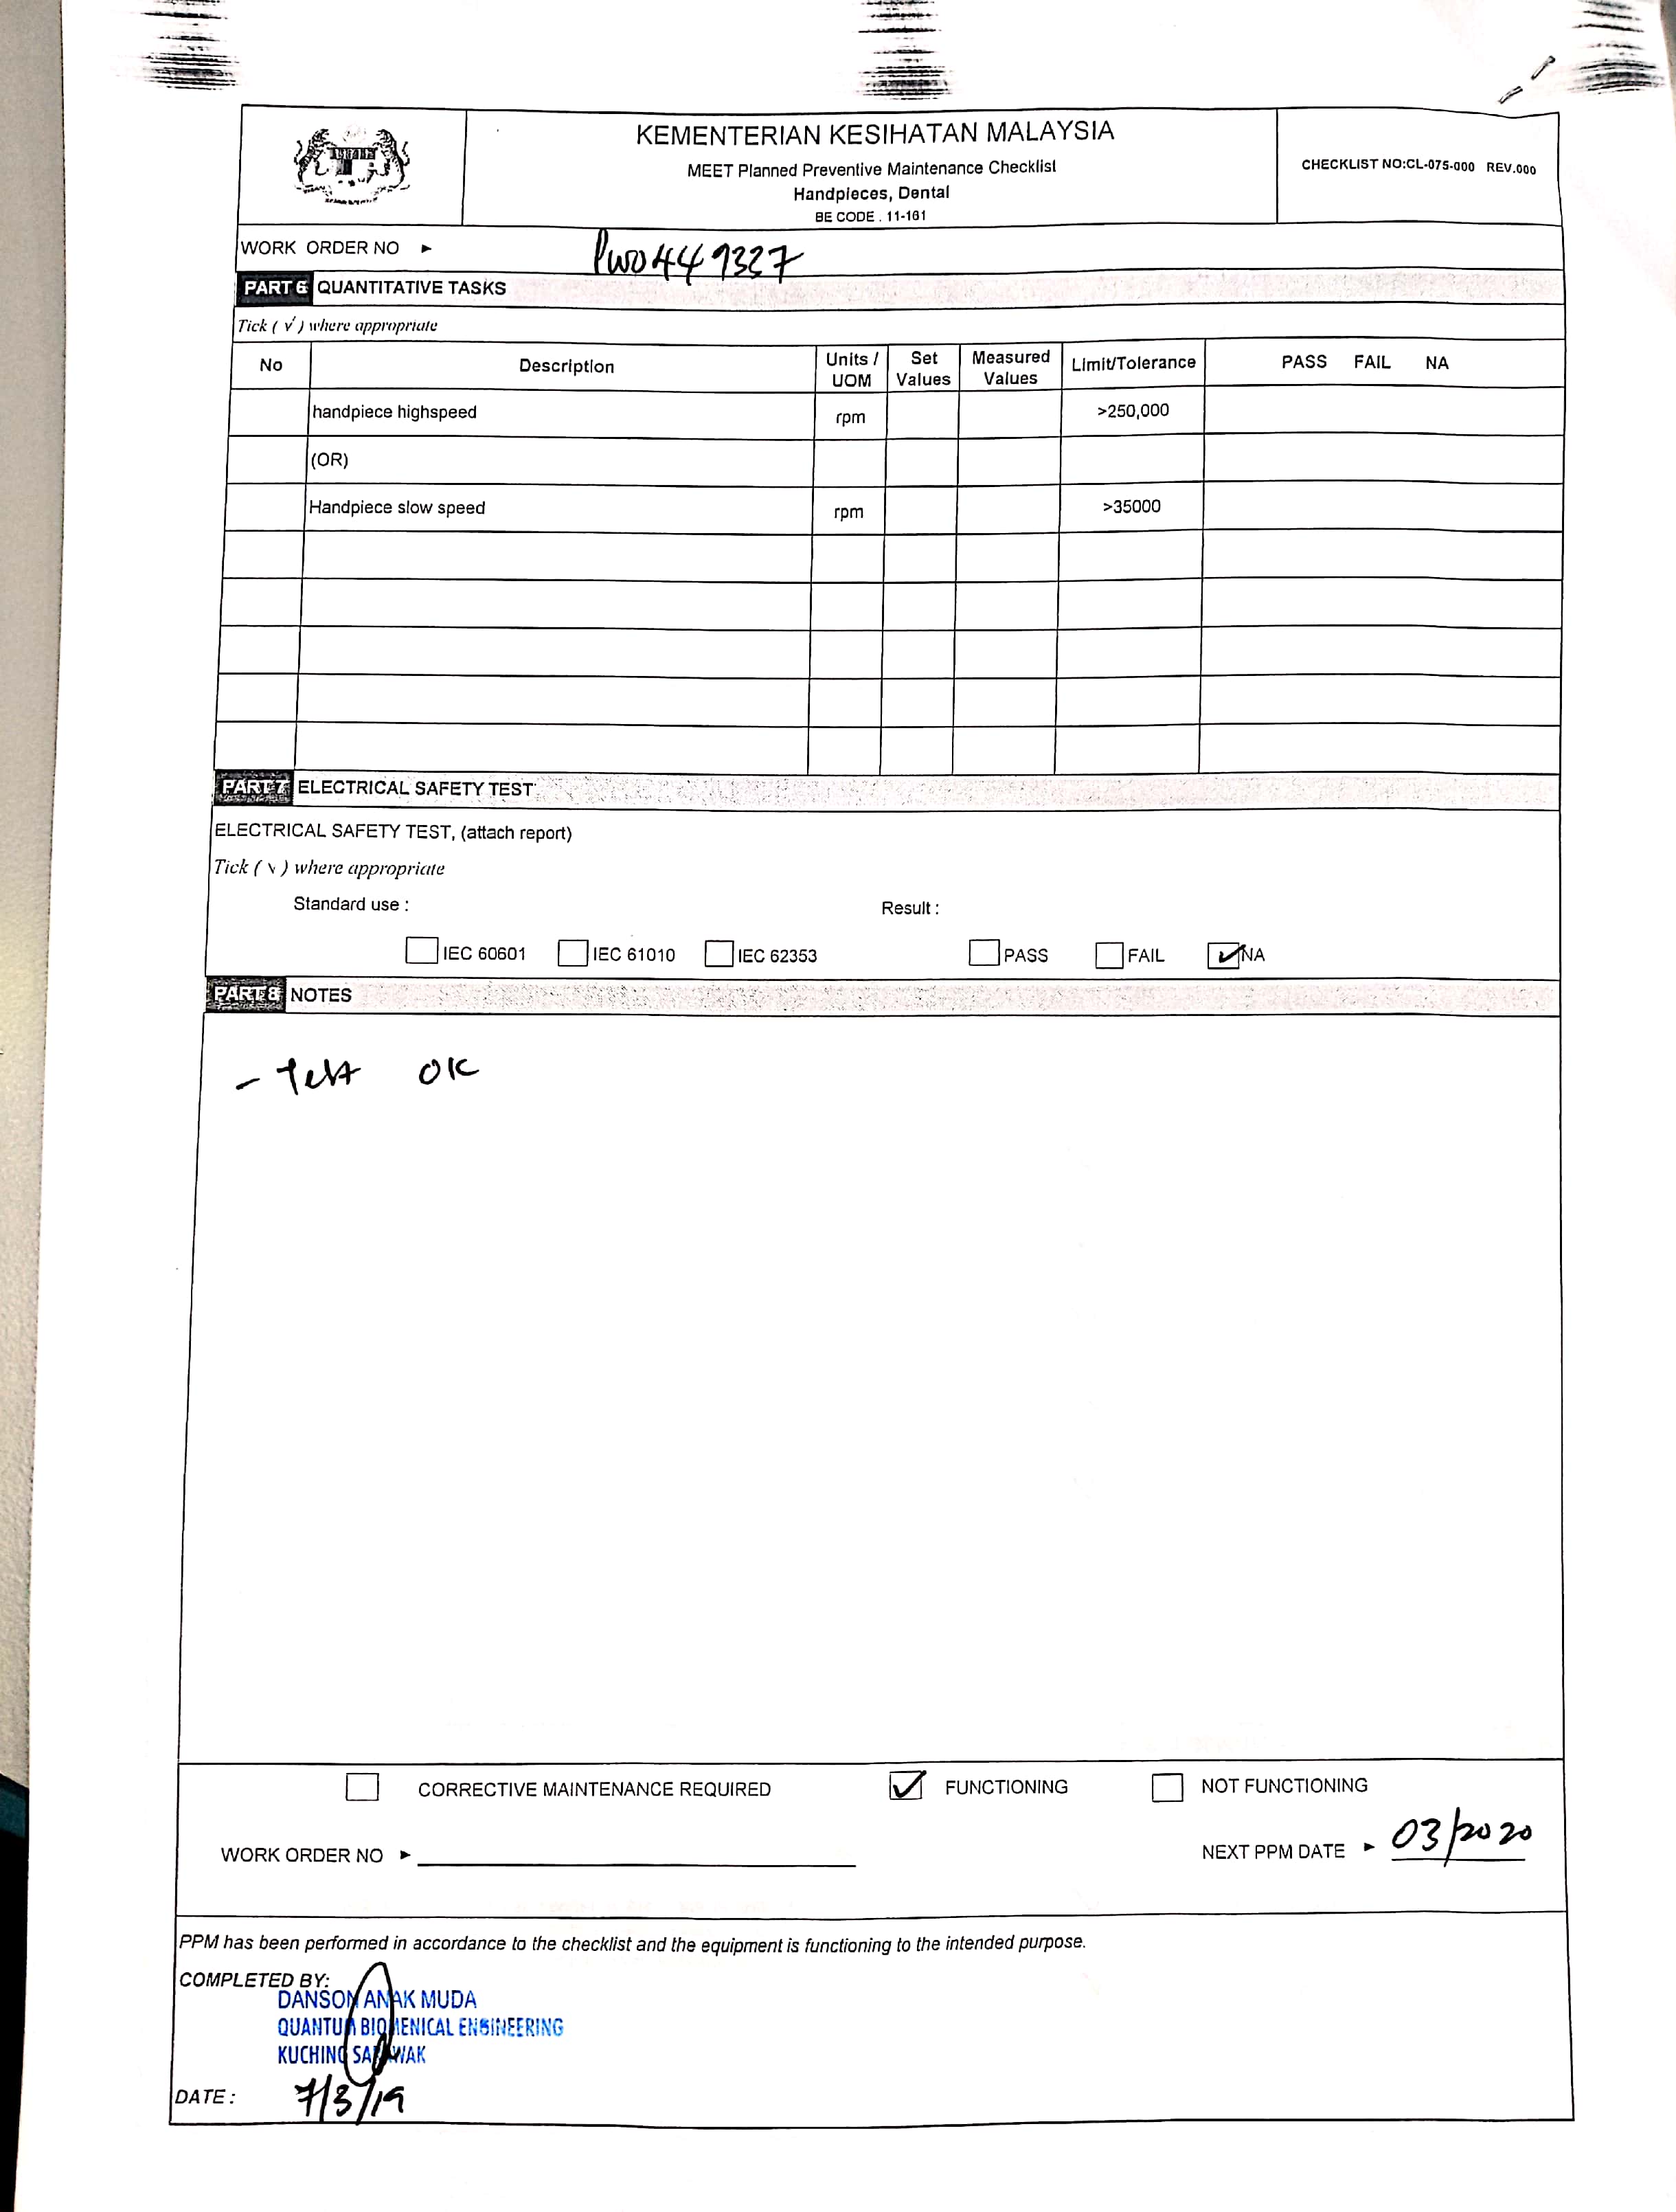 KEMENTERIAN KESIHATAN MALAYSIA
MEET Planned Preventive Maintenance Checklist
Handpieces, Dental
BE CODE . 11-161
CHECKLIST NO:CL-075-000 REV.000
WORK ORDER NO ► PWO449327
PART 6 QUANTITATIVE TASKS
Tick ( √ ) where appropriate
No Description Units / UOM Set Values Measured Values Limit/Tolerance PASS FAIL NA
handpiece highspeed rpm >250,000
(OR)
Handpiece slow speed rpm >35000
PART 7 ELECTRICAL SAFETY TEST
ELECTRICAL SAFETY TEST, (attach report)
Tick ( √ ) where appropriate
Standard use : Result :
IEC 60601 IEC 61010 IEC 62353 PASS FAIL NA
PART 8 NOTES
- Test OK
CORRECTIVE MAINTENANCE REQUIRED FUNCTIONING NOT FUNCTIONING
WORK ORDER NO ► NEXT PPM DATE ► 03/2020
PPM has been performed in accordance to the checklist and the equipment is functioning to the intended purpose.
COMPLETED BY:
DANSON ANAK MUDA
QUANTUM BIOMENICAL ENGINEERING
KUCHING SARAWAK
DATE : 7/3/19